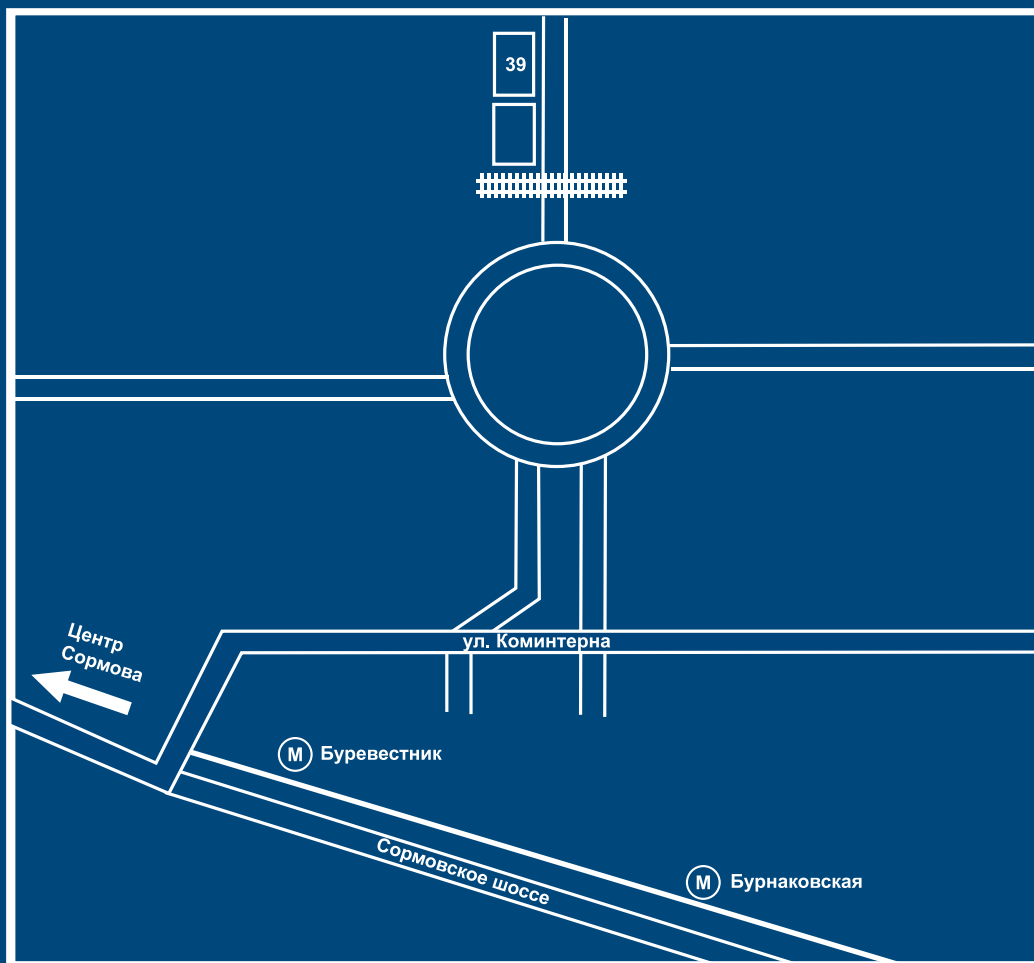 39
ул. Коминтерна
Центр
Сормова
М Буревестник
Сормовское шоссе
М Бурнаковская